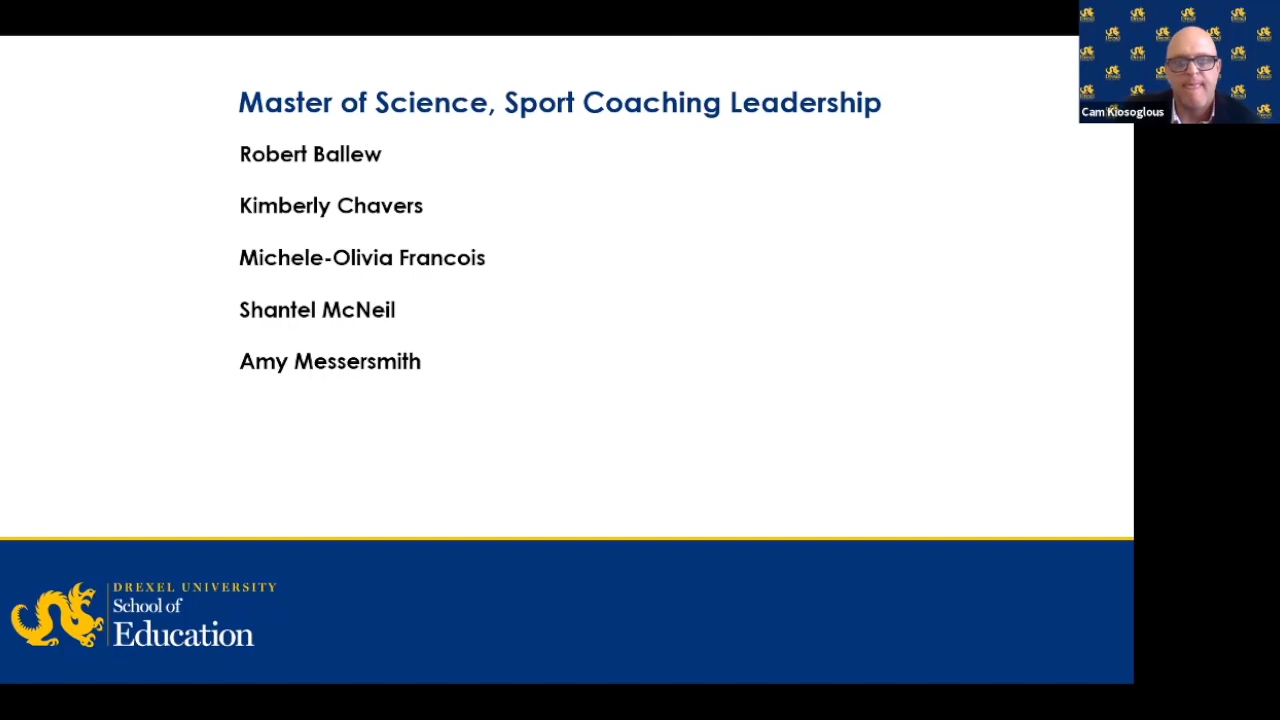 Master of Science, Sport Coaching Leadership
Robert Ballew
Kimberly Chavers
Michele-Olivia Francois
Shantel McNeil
Amy Messersmith
Cam Kiosoglous
DREXEL UNIVERSITY
School of
Education